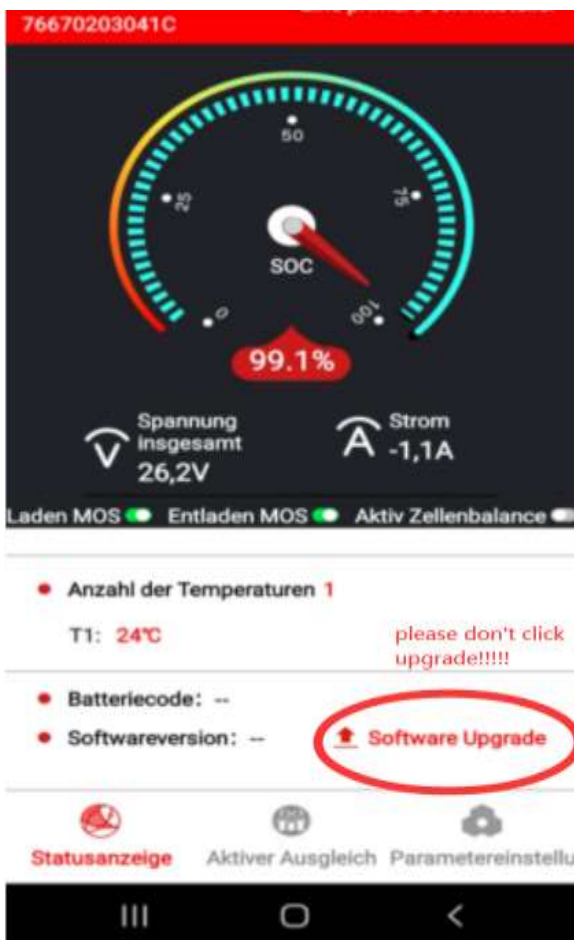 76670203041C
50
25
75
SOC
0
100
99.1%
Spannung
insgesamt
26,2V
Strom
-1,1A
Laden MOS Entladen MOS Aktiv Zellenbalance
Anzahl der Temperaturen 1
T1: 24℃
please don't click
upgrade!!!!!
Batteriecode: --
Softwareversion: --
Software Upgrade
Statusanzeige Aktiver Ausgleich Parametereinstellu